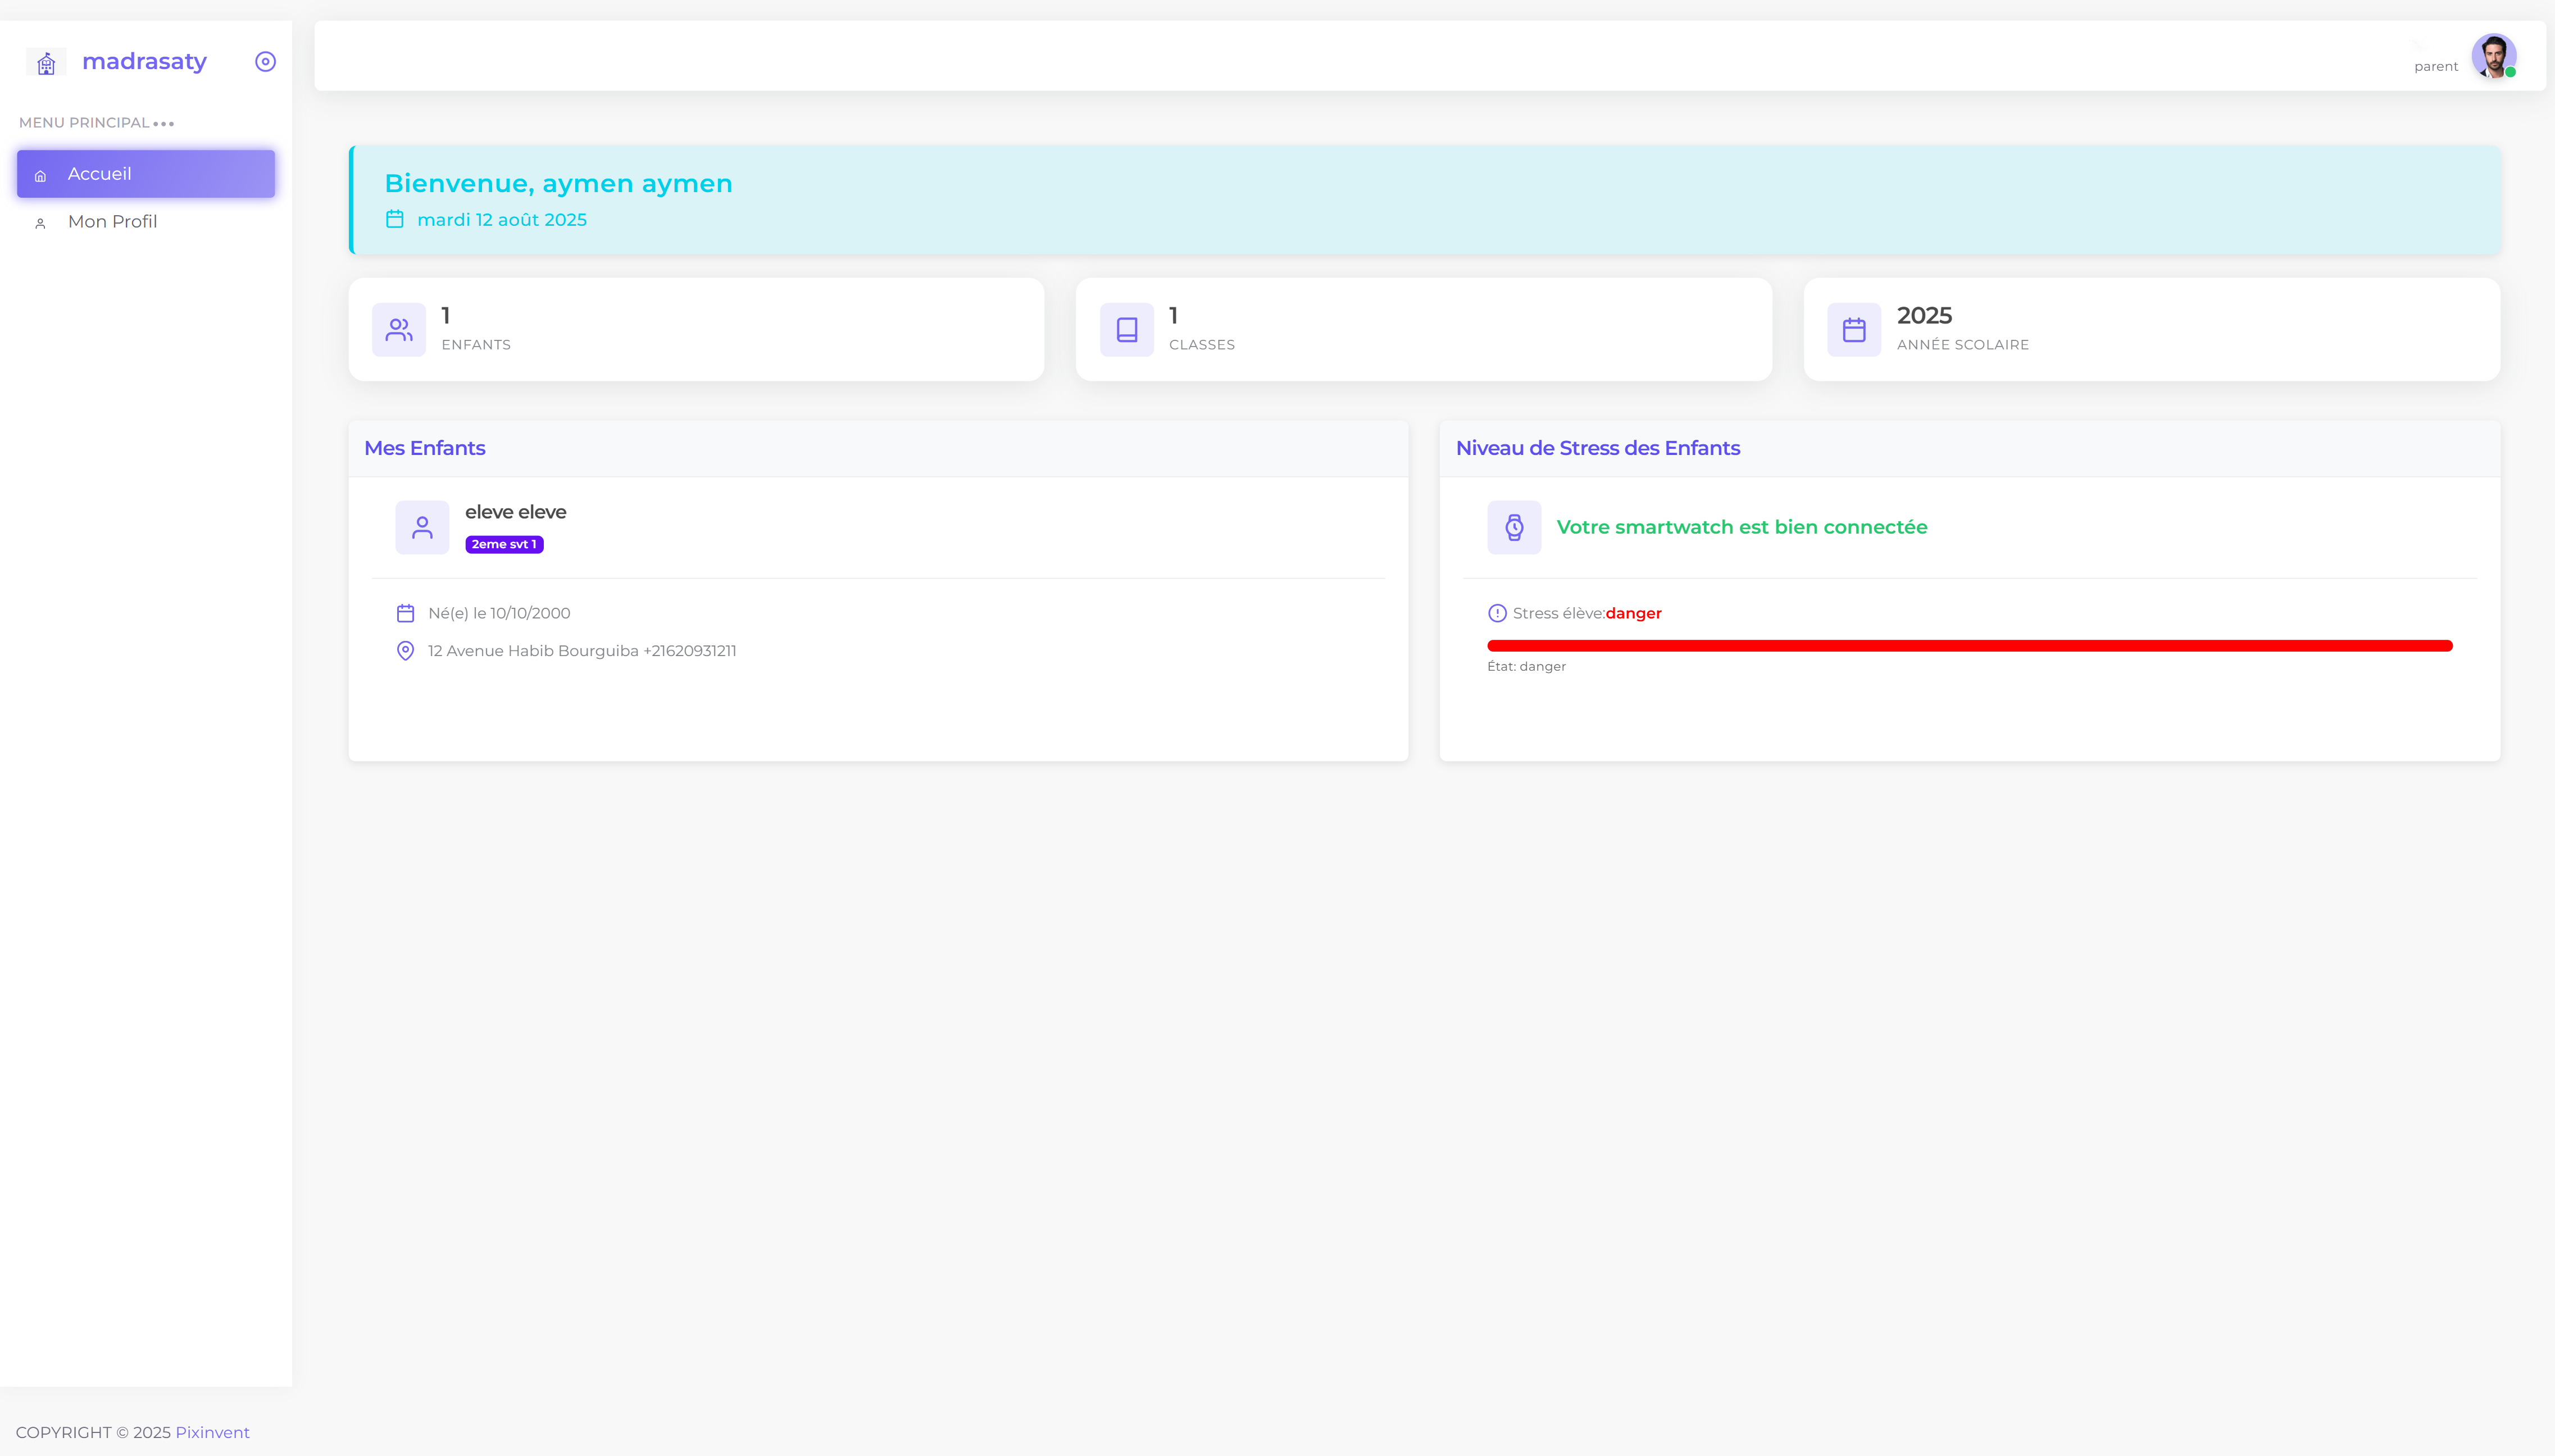 madrasaty
MENU PRINCIPAL
Accueil
Mon Profil
parent
Bienvenue, aymen aymen
mardi 12 août 2025
1
ENFANTS
1
CLASSES
2025
ANNÉE SCOLAIRE
Mes Enfants
eleve eleve
2eme svt 1
Né(e) le 10/10/2000
12 Avenue Habib Bourguiba +21620931211
Niveau de Stress des Enfants
Votre smartwatch est bien connectée
Stress élève:danger
État: danger
COPYRIGHT © 2025 Pixinvent